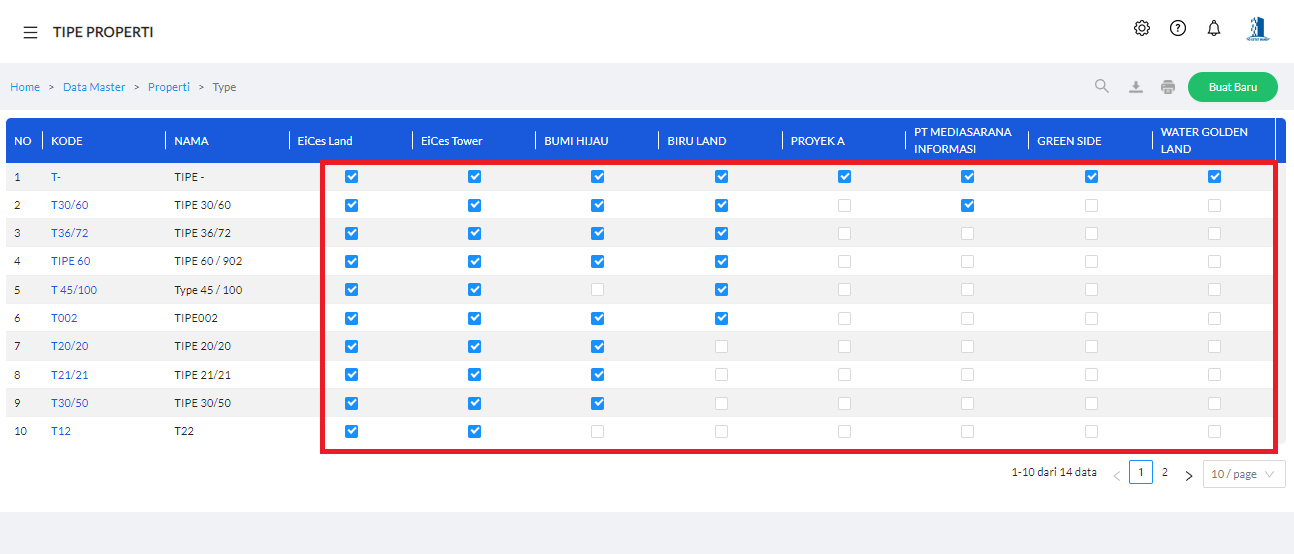 TIPE PROPERTI
Home > Data Master > Properti > Type
Buat Baru
NO KODE NAMA EiCes Land EiCes Tower BUMI HIJAU BIRU LAND PROYEK A PT MEDIASARANA INFORMASI GREEN SIDE WATER GOLDEN LAND
1 T- TIPE -
2 T30/60 TIPE 30/60
3 T36/72 TIPE 36/72
4 TIPE 60 TIPE 60 / 902
5 T 45/100 Type 45 / 100
6 T002 TIPE002
7 T20/20 TIPE 20/20
8 T21/21 TIPE 21/21
9 T30/50 TIPE 30/50
10 T12 T22
1-10 dari 14 data < 1 2 > 10 / page